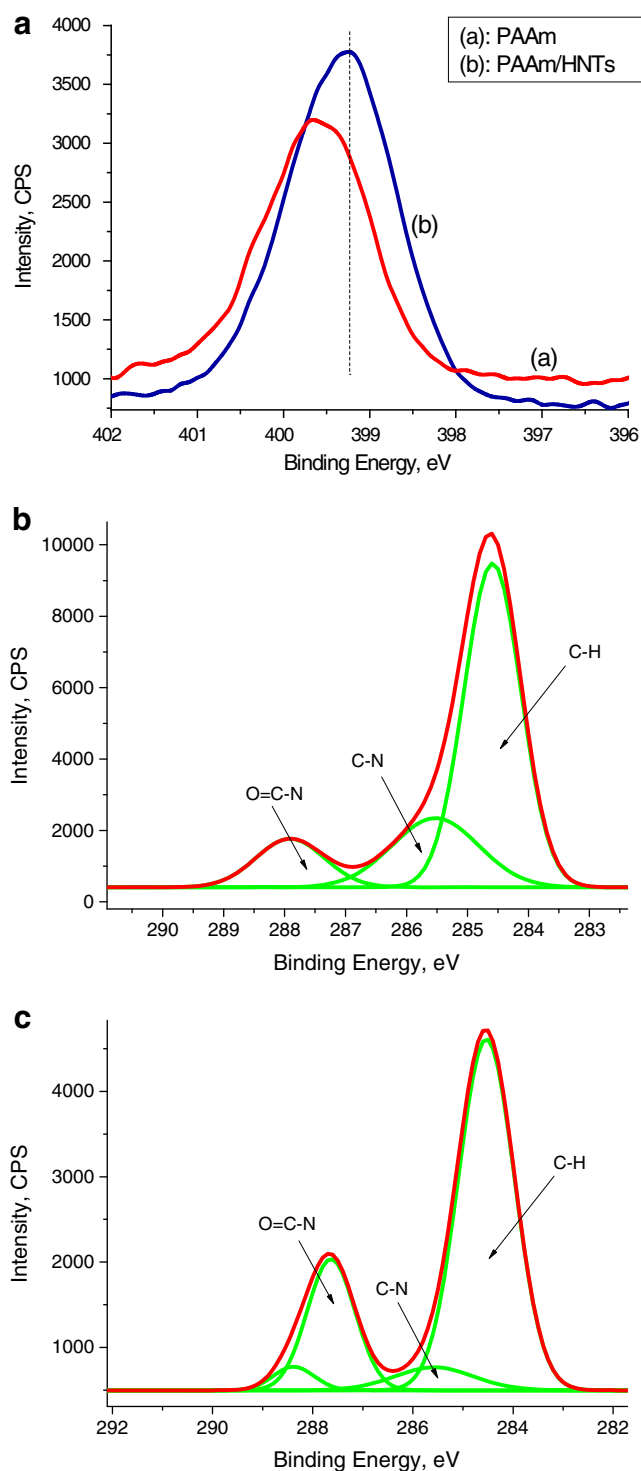 a
(a): PAAm
(b): PAAm/HNTs
4000
3500
3000
2500
2000
1500
1000
Intensity, CPS
(b)
(a)
402 401 400 399 398 397 396
Binding Energy, eV
b
10000
8000
6000
4000
2000
0
Intensity, CPS
C-H
C-N
O=C-N
290 289 288 287 286 285 284 283
Binding Energy, eV
c
4000
3000
2000
1000
Intensity, CPS
C-H
O=C-N
C-N
292 290 288 286 284 282
Binding Energy, eV